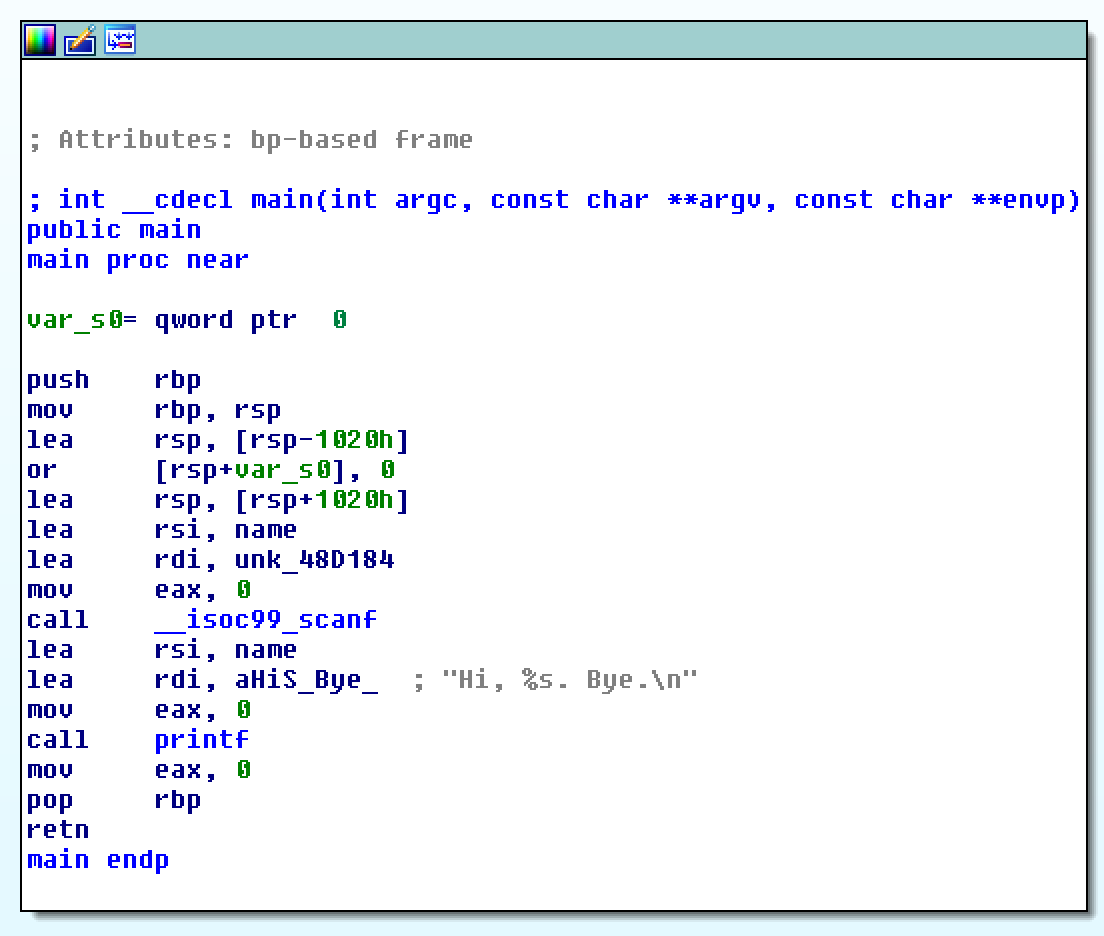 ; Attributes: bp-based frame
; int __cdecl main(int argc, const char **argv, const char **envp)
public main
main proc near
var_s0= qword ptr  0
push    rbp
mov     rbp, rsp
lea     rsp, [rsp-1020h]
or      [rsp+var_s0], 0
lea     rsp, [rsp+1020h]
lea     rsi, name
lea     rdi, unk_48D184
mov     eax, 0
call    __isoc99_scanf
lea     rsi, name
lea     rdi, aHiS_Bye_  ; "Hi, %s. Bye.\n"
mov     eax, 0
call    printf
mov     eax, 0
pop     rbp
retn
main endp